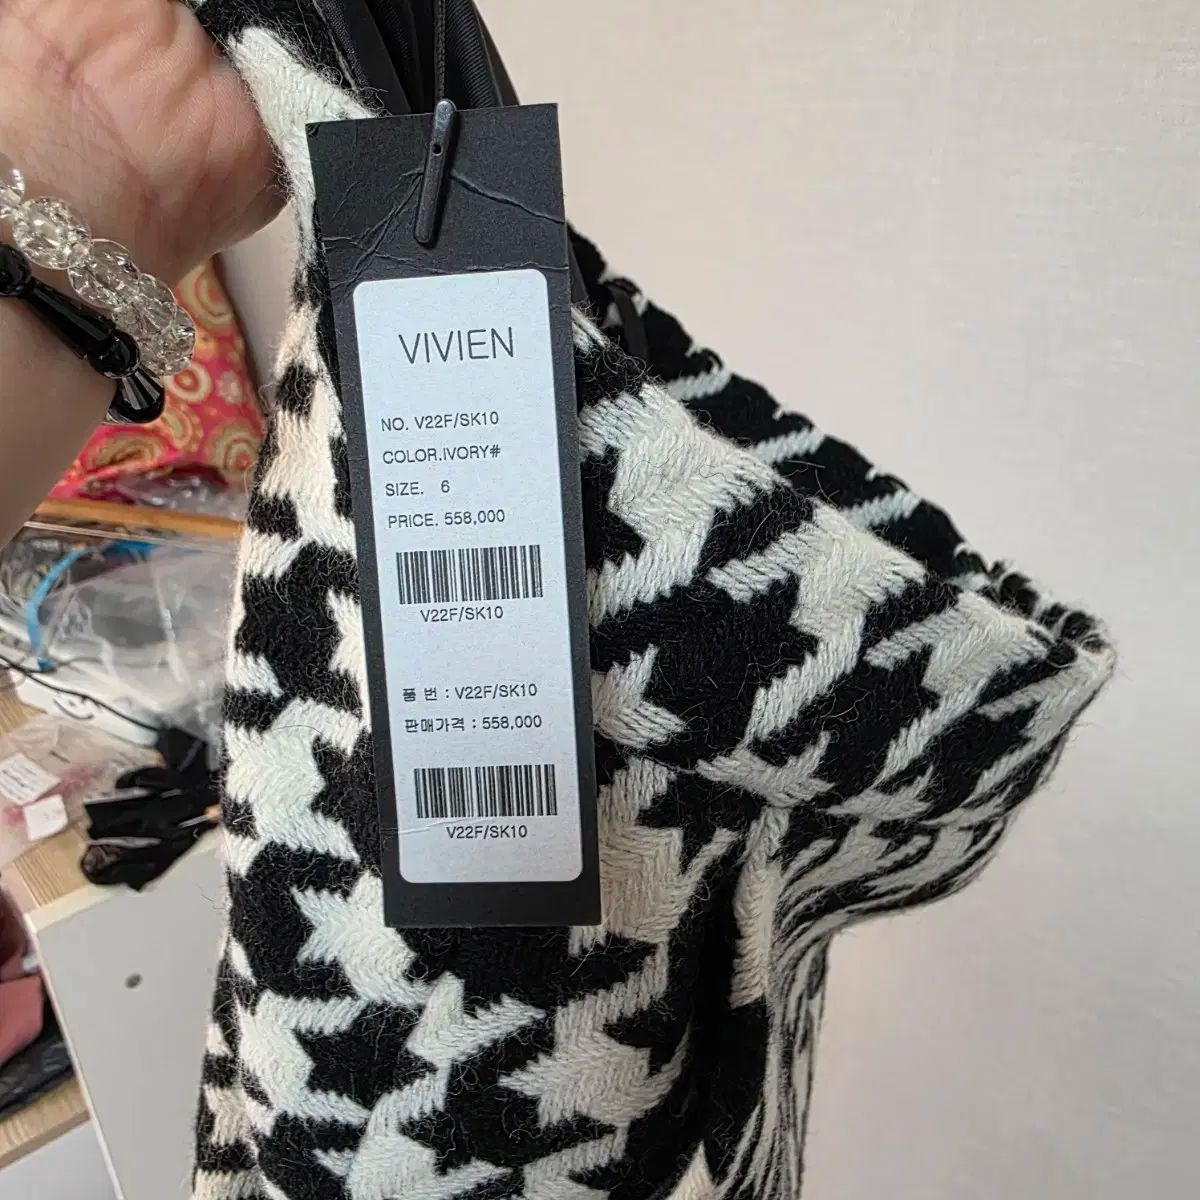 VIVIEN
NO. V22F/SK10
COLOR.IVORY#
SIZE. 6
PRICE. 558,000
V22F/SK10
품 번 : V22F/SK10
판매가격 : 558,000
V22F/SK10